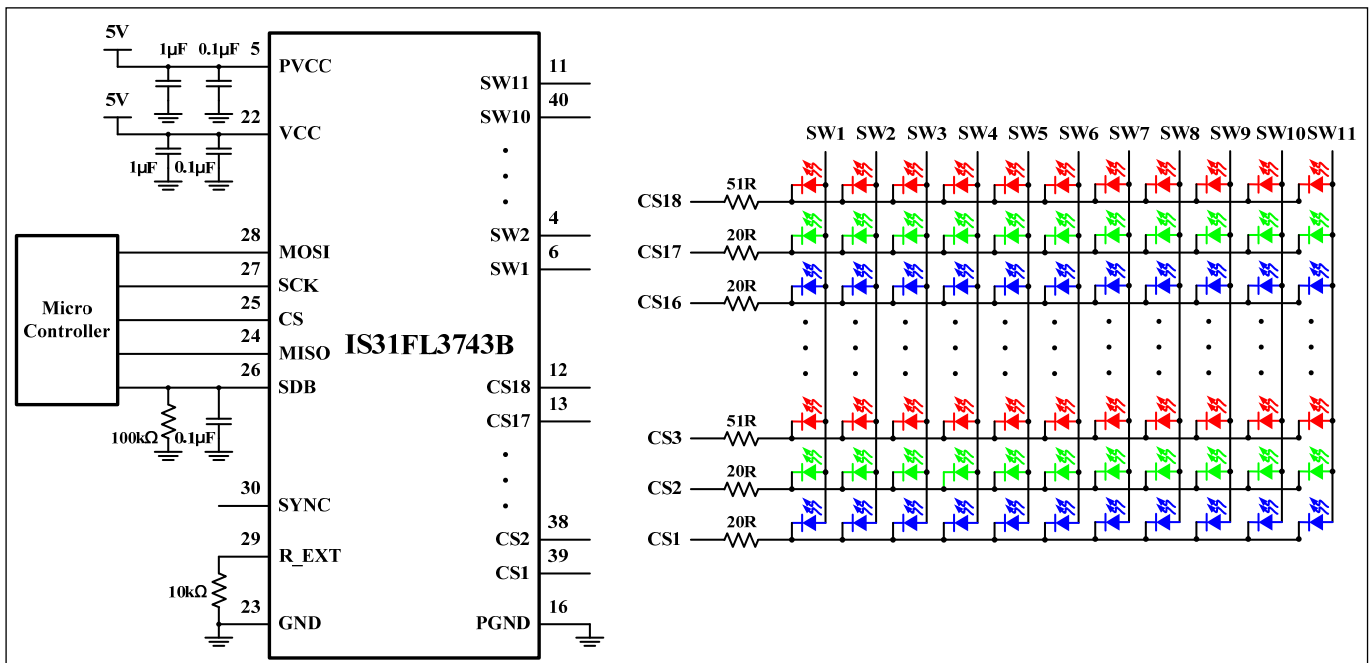 5V
1µF 0.1µF 5
PVCC
11
SW11
5V
22
VCC
40
SW10
1µF 0.1µF
4
SW2
6
SW1
28
MOSI
27
SCK
25
CS
24
MISO
26
SDB
Micro
Controller
IS31FL3743B
12
CS18
13
CS17
100kΩ 0.1µF
30
SYNC
38
CS2
29
R_EXT
39
CS1
10kΩ
23
GND
16
PGND
SW1 SW2 SW3 SW4 SW5 SW6 SW7 SW8 SW9 SW10 SW11
51R
CS18
20R
CS17
20R
CS16
51R
CS3
20R
CS2
20R
CS1